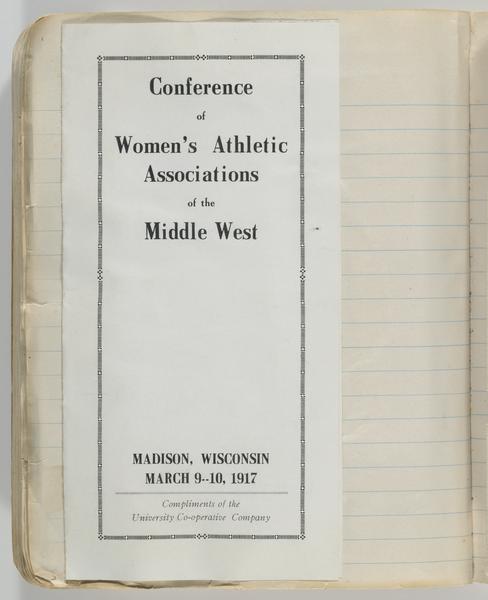 Conference
of
Women's Athletic
Associations
of the
Middle West
MADISON, WISCONSIN
MARCH 9--10, 1917
Compliments of the
University Co-operative Company